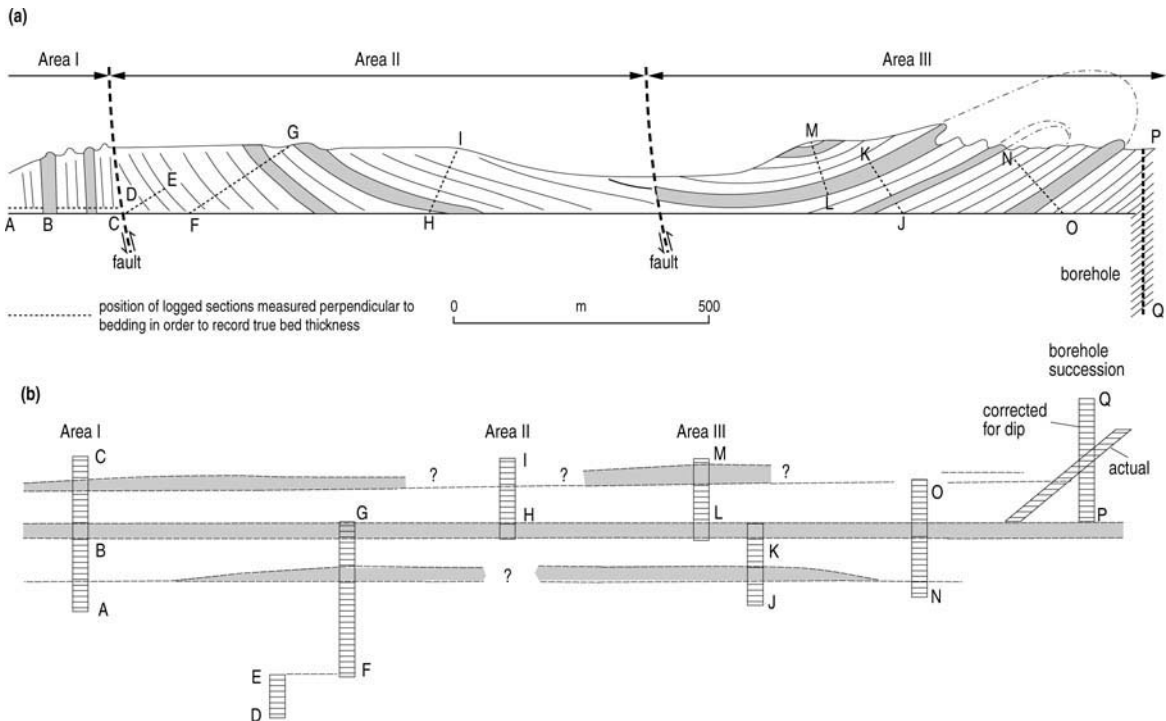 (a)
Area I
Area II
Area III
G
I
M
K
N
P
E
D
A
B
C
F
H
L
J
O
fault
fault
borehole
Q
position of logged sections measured perpendicular to
bedding in order to record true bed thickness
0 m 500
(b)
borehole
succession
Area I
Area II
Area III
corrected
for dip
Q
actual
C
I
M
?
?
?
O
G
H
L
P
B
K
?
A
J
N
E
F
D